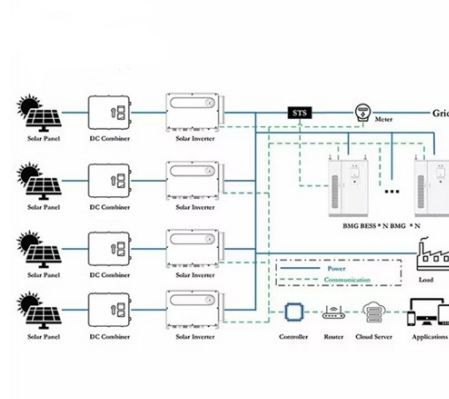 STS
Meter
Grid
Solar Panel DC Combiner Solar Inverter
Solar Panel DC Combiner Solar Inverter
BMG BESS * N BMG * N
Solar Panel DC Combiner Solar Inverter
Power
Communication
Load
Solar Panel DC Combiner Solar Inverter
Controller Router Cloud Server Applications